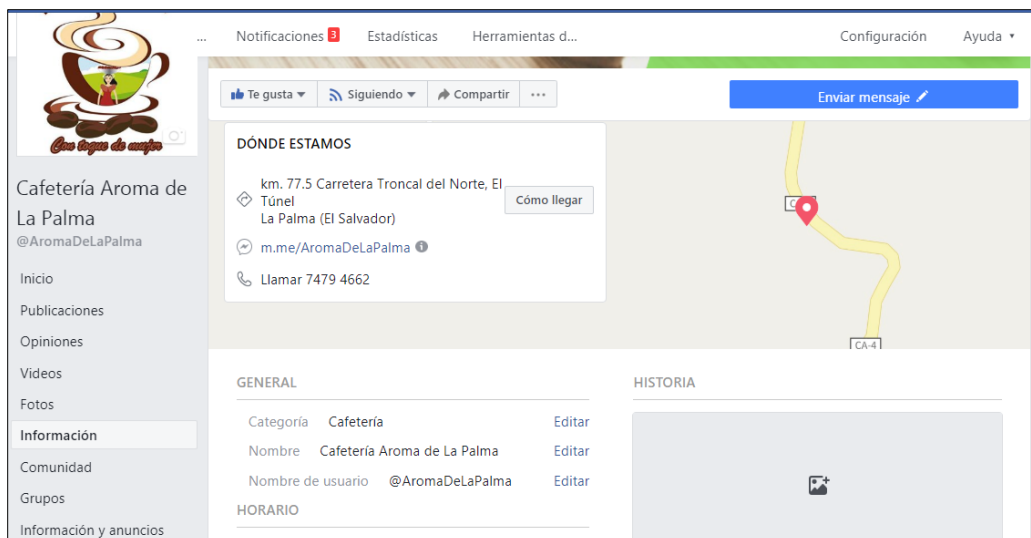 ... Notificaciones 3 Estadísticas Herramientas d... Configuración Ayuda
Te gusta Siguiendo Compartir ... Enviar mensaje
Con toque de mujer
Cafetería Aroma de
La Palma
@AromaDeLaPalma
Inicio
Publicaciones
Opiniones
Videos
Fotos
Información
Comunidad
Grupos
Información y anuncios
DÓNDE ESTAMOS
km. 77.5 Carretera Troncal del Norte, El
Túnel
La Palma (El Salvador)
Cómo llegar
m.me/AromaDeLaPalma
Llamar 7479 4662
CA-4
GENERAL
Categoría Cafetería Editar
Nombre Cafetería Aroma de La Palma Editar
Nombre de usuario @AromaDeLaPalma Editar
HORARIO
HISTORIA